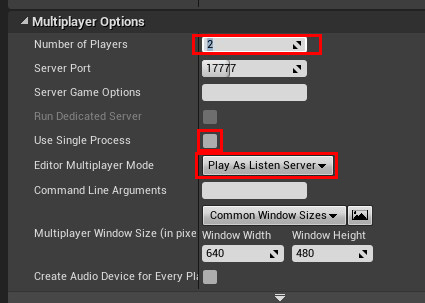 Multiplayer Options
Number of Players 2
Server Port 17777
Server Game Options
Run Dedicated Server
Use Single Process
Editor Multiplayer Mode Play As Listen Server
Command Line Arguments
Common Window Sizes
Multiplayer Window Size (in pixe Window Width Window Height
640 480
Create Audio Device for Every Pla